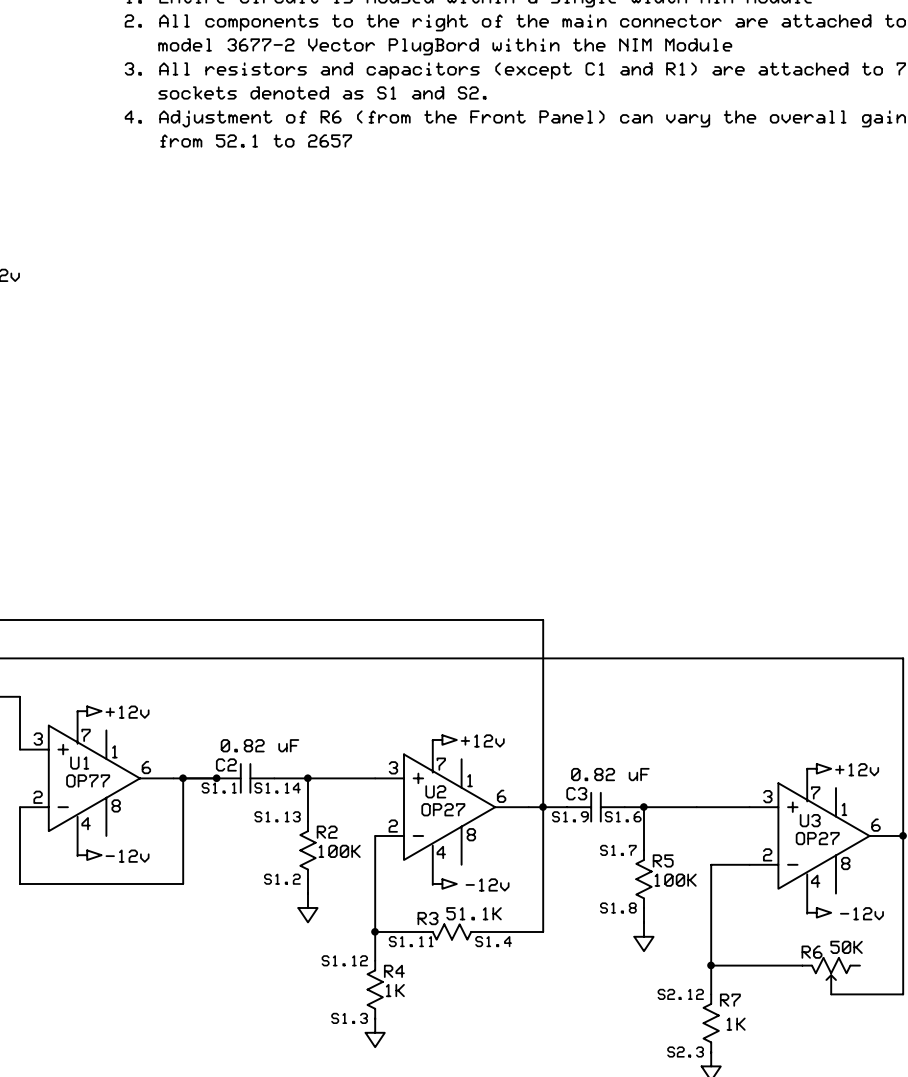 2. All components to the right of the main connector are attached to
model 3677-2 Vector PlugBord within the NIM Module
3. All resistors and capacitors (except C1 and R1) are attached to 7
sockets denoted as S1 and S2.
4. Adjustment of R6 (from the Front Panel) can vary the overall gain
from 52.1 to 2657
2v
+12v
3
7
1
+
U1
OP77
6
2
-
8
4
-12v
0.82 uF
C2
S1.1
S1.14
S1.13
R2
100K
S1.2
+12v
3
7
1
+
U2
OP27
6
2
-
8
4
-12v
R3 51.1K
S1.11
S1.4
S1.12
R4
1K
S1.3
0.82 uF
C3
S1.9
S1.6
S1.7
R5
100K
S1.8
+12v
3
7
1
+
U3
OP27
6
2
-
8
4
-12v
R6 50K
S2.12
R7
1K
S2.3